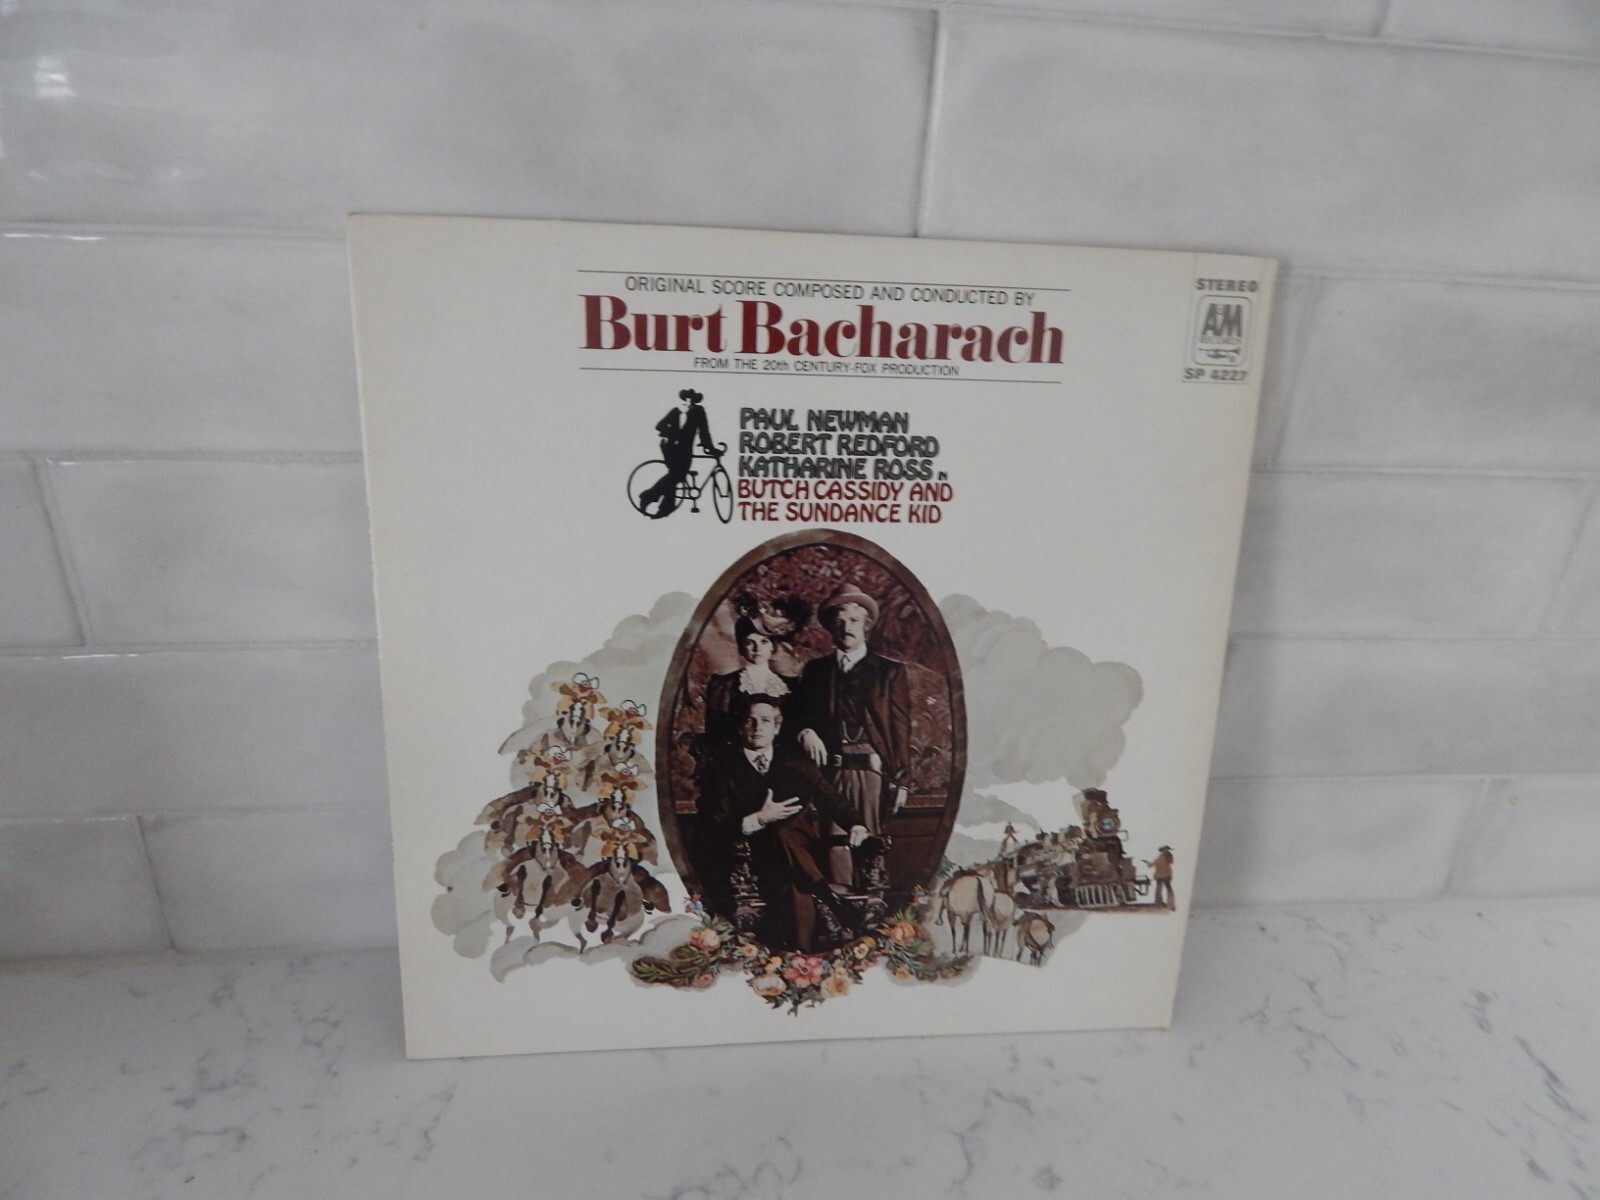 ORIGINAL SCORE COMPOSED AND CONDUCTED BY
Burt Bacharach
FROM THE 20th CENTURY-FOX PRODUCTION
STEREO
A&M
RECORDS
SP 4227
PAUL NEWMAN
ROBERT REDFORD
KATHARINE ROSS IN
BUTCH CASSIDY AND
THE SUNDANCE KID